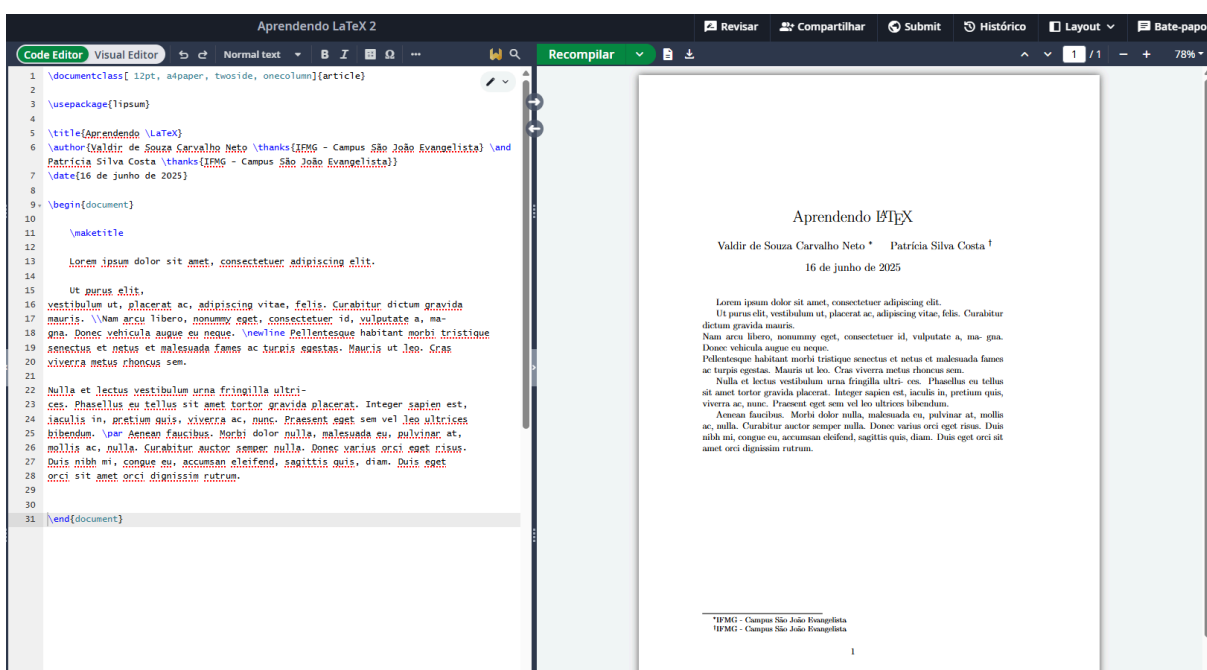 Aprendendo LaTeX 2
Revisar Compartilhar Submit Histórico Layout Bate-papo
Code Editor Visual Editor Normal text B I Ω ···
Recompilar 1 / 1 − + 78%
1 \documentclass[ 12pt, a4paper, twoside, onecolumn]{article}
2
3 \usepackage{lipsum}
4
5 \title{Aprendendo \LaTeX}
6 \author{Valdir de Souza Carvalho Neto \thanks{IFMG - Campus São João Evangelista} \and
Patrícia Silva Costa \thanks{IFMG - Campus São João Evangelista}}
7 \date{16 de junho de 2025}
8
9 \begin{document}
10
11 \maketitle
12
13 Lorem ipsum dolor sit amet, consectetuer adipiscing elit.
14
15 Ut purus elit,
16 vestibulum ut, placerat ac, adipiscing vitae, felis. Curabitur dictum gravida
17 mauris. \\Nam arcu libero, nonummy eget, consectetuer id, vulputate a, ma-
18 gna. Donec vehicula augue eu neque. \newline Pellentesque habitant morbi tristique
19 senectus et netus et malesuada fames ac turpis egestas. Mauris ut leo. Cras
20 viverra metus rhoncus sem.
21
22 Nulla et lectus vestibulum urna fringilla ultri-
23 ces. Phasellus eu tellus sit amet tortor gravida placerat. Integer sapien est,
24 iaculis in, pretium quis, viverra ac, nunc. Praesent eget sem vel leo ultrices
25 bibendum. \par Aenean faucibus. Morbi dolor nulla, malesuada eu, pulvinar at,
26 mollis ac, nulla. Curabitur auctor semper nulla. Donec varius orci eget risus.
27 Duis nibh mi, congue eu, accumsan eleifend, sagittis quis, diam. Duis eget
28 orci sit amet orci dignissim rutrum.
29
30
31 \end{document}
Aprendendo LATEX
Valdir de Souza Carvalho Neto * Patrícia Silva Costa †
16 de junho de 2025
Lorem ipsum dolor sit amet, consectetuer adipiscing elit.
Ut purus elit, vestibulum ut, placerat ac, adipiscing vitae, felis. Curabitur
dictum gravida mauris.
Nam arcu libero, nonummy eget, consectetuer id, vulputate a, ma- gna.
Donec vehicula augue eu neque.
Pellentesque habitant morbi tristique senectus et netus et malesuada fames
ac turpis egestas. Mauris ut leo. Cras viverra metus rhoncus sem.
Nulla et lectus vestibulum urna fringilla ultri- ces. Phasellus eu tellus
sit amet tortor gravida placerat. Integer sapien est, iaculis in, pretium quis,
viverra ac, nunc. Praesent eget sem vel leo ultrices bibendum.
Aenean faucibus. Morbi dolor nulla, malesuada eu, pulvinar at, mollis
ac, nulla. Curabitur auctor semper nulla. Donec varius orci eget risus. Duis
nibh mi, congue eu, accumsan eleifend, sagittis quis, diam. Duis eget orci sit
amet orci dignissim rutrum.
*IFMG - Campus São João Evangelista
†IFMG - Campus São João Evangelista
1